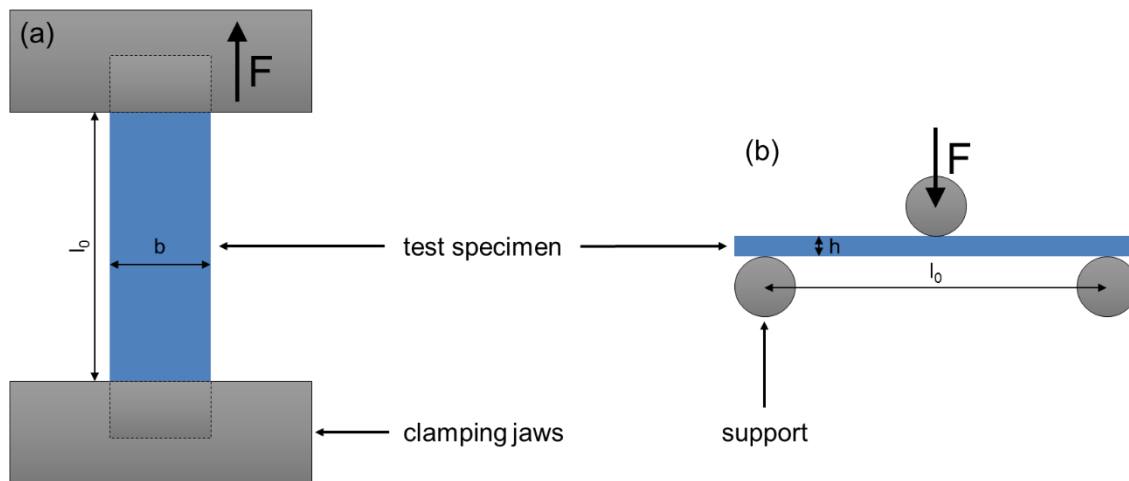 (a)
F
l₀
b
test specimen
clamping jaws
(b)
F
h
l₀
support